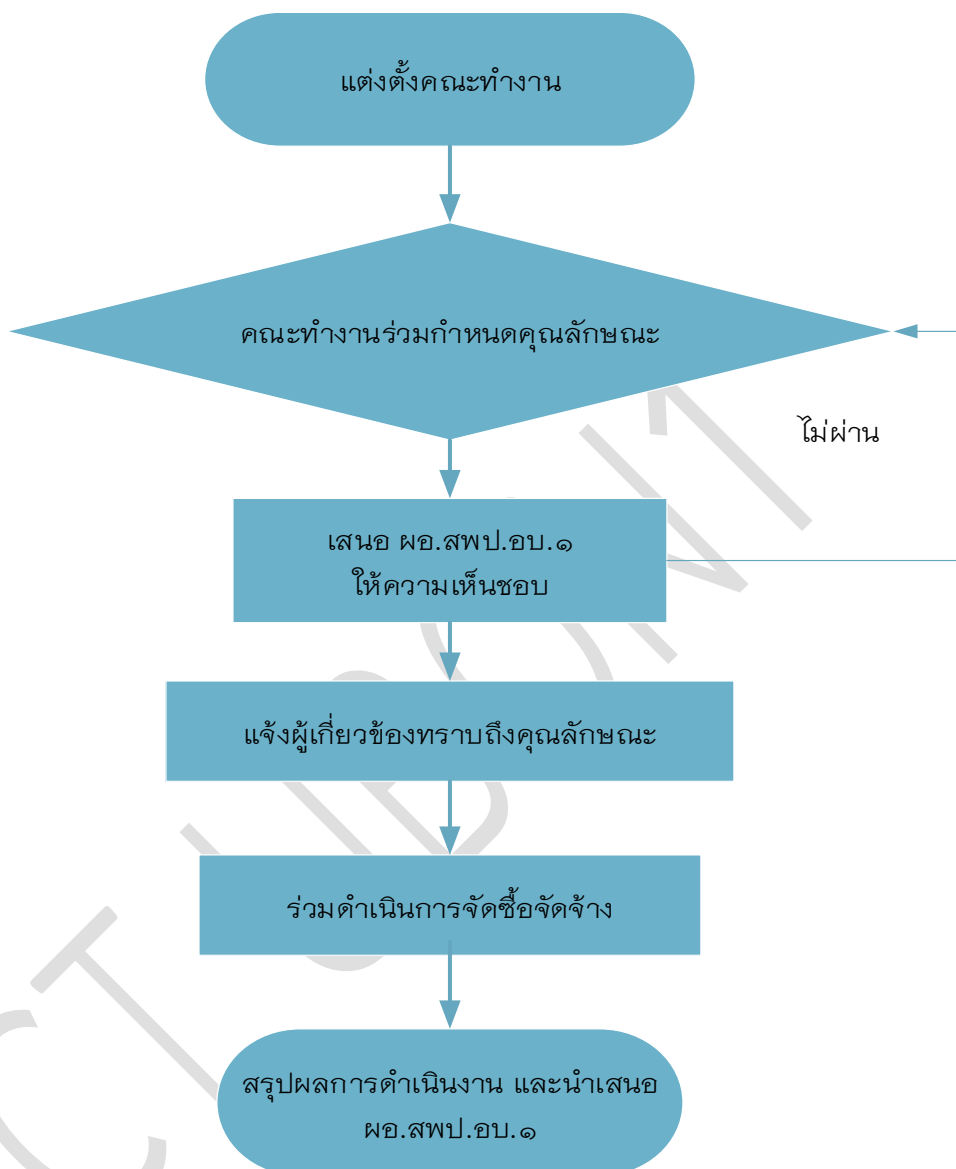 แต่งตั้งคณะทำงาน
คณะทำงานร่วมกำหนดคุณลักษณะ
ไม่ผ่าน
เสนอ ผอ.สพป.อบ.๑
ให้ความเห็นชอบ
แจ้งผู้เกี่ยวข้องทราบถึงคุณลักษณะ
ร่วมดำเนินการจัดซื้อจัดจ้าง
สรุปผลการดำเนินงาน และนำเสนอ
ผอ.สพป.อบ.๑
CT UBON1